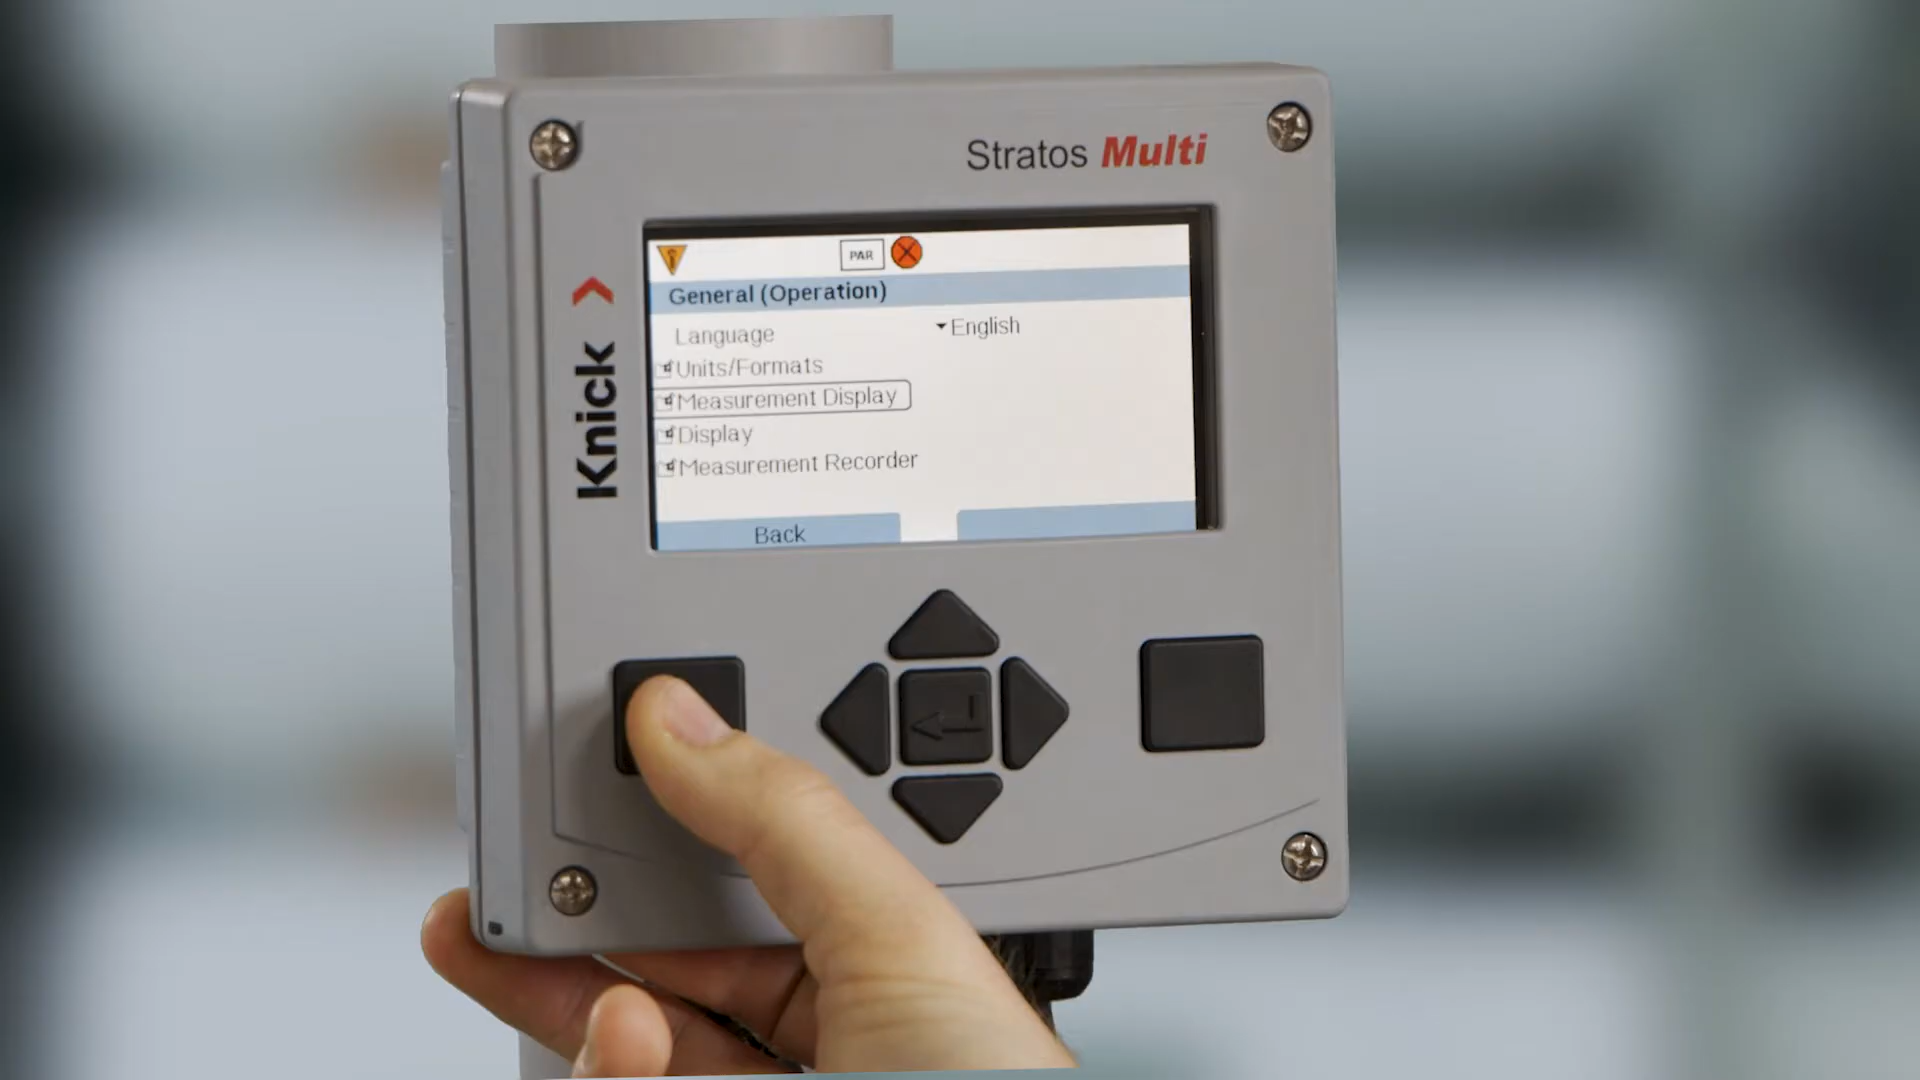 Stratos Multi
Knick
PAR
General (Operation)
Language English
Units/Formats
Measurement Display
Display
Measurement Recorder
Back